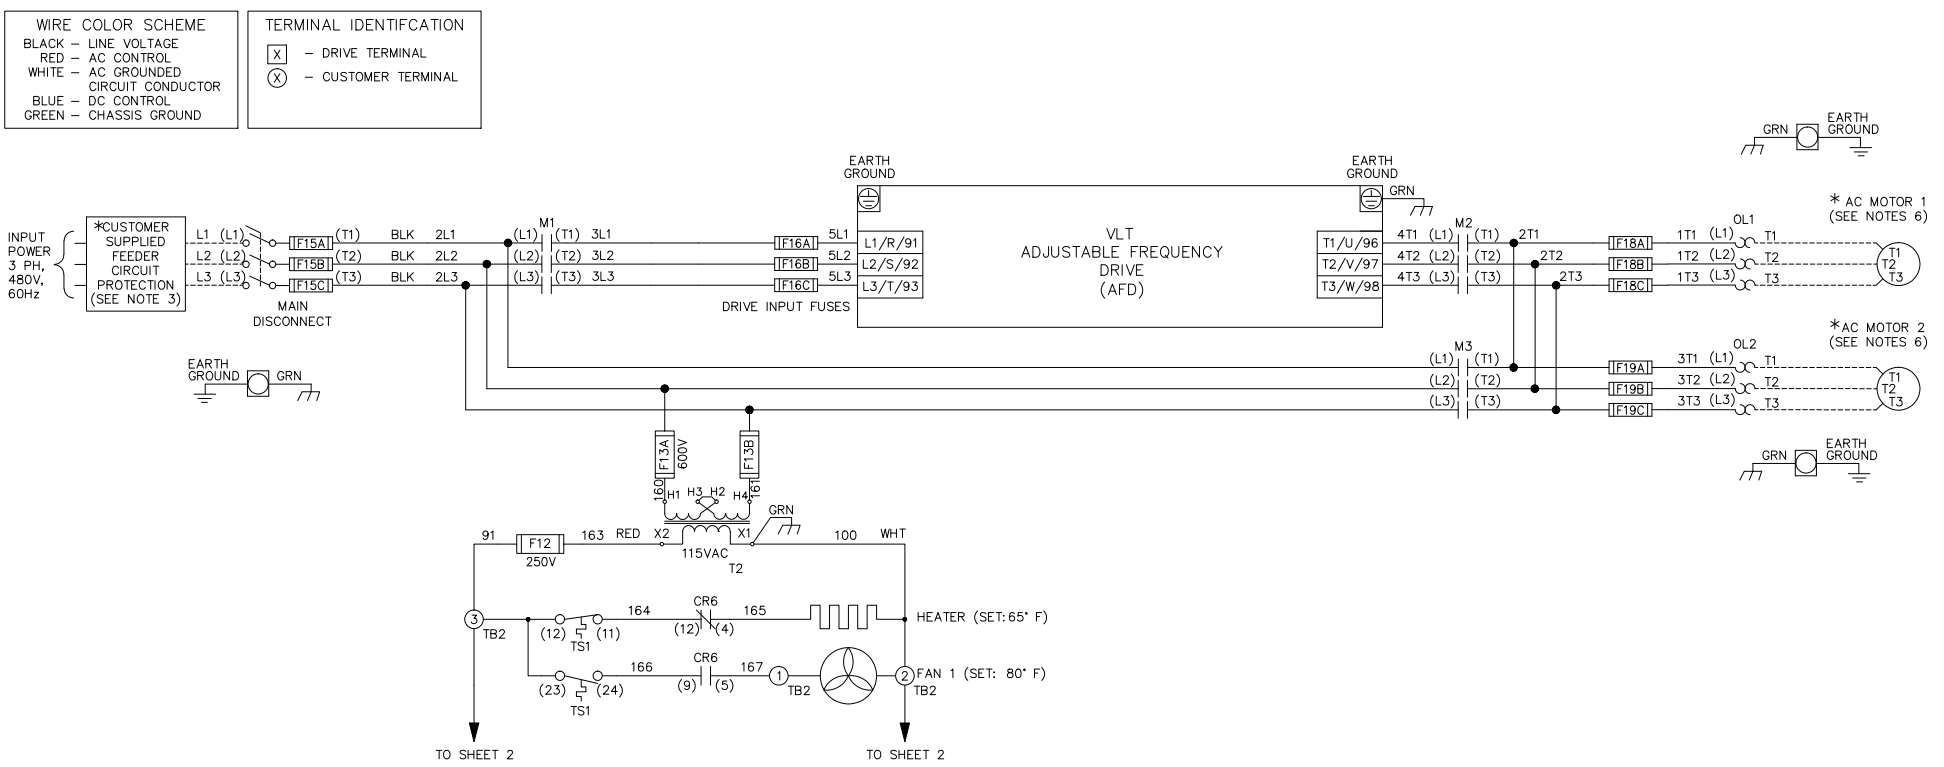 WIRE COLOR SCHEME
BLACK – LINE VOLTAGE
RED – AC CONTROL
WHITE – AC GROUNDED
CIRCUIT CONDUCTOR
BLUE – DC CONTROL
GREEN – CHASSIS GROUND
TERMINAL IDENTIFCATION
X – DRIVE TERMINAL
X – CUSTOMER TERMINAL
INPUT
POWER
3 PH,
480V,
60Hz
*CUSTOMER
SUPPLIED
FEEDER
CIRCUIT
PROTECTION
(SEE NOTE 3)
L1 (L1) F15A (T1) BLK 2L1 (L1) M1 (T1) 3L1 F16A 5L1 L1/R/91
L2 (L2) F15B (T2) BLK 2L2 (L2) (T2) 3L2 F16B 5L2 L2/S/92
L3 (L3) F15C (T3) BLK 2L3 (L3) (T3) 3L3 F16C 5L3 L3/T/93
MAIN
DISCONNECT
DRIVE INPUT FUSES
EARTH
GROUND
VLT
ADJUSTABLE FREQUENCY
DRIVE
(AFD)
EARTH
GROUND
GRN
T1/U/96 4T1 (L1) M2 (T1) 2T1 F18A 1T1 (L1) OL1 T1
T2/V/97 4T2 (L2) (T2) 2T2 F18B 1T2 (L2) T2
T3/W/98 4T3 (L3) (T3) 2T3 F18C 1T3 (L3) T3
GRN
EARTH
GROUND
* AC MOTOR 1
(SEE NOTES 6)
T1
T2
T3
EARTH
GROUND
GRN
(L1) M3 (T1) F19A 3T1 (L1) OL2 T1
(L2) (T2) F19B 3T2 (L2) T2
(L3) (T3) F19C 3T3 (L3) T3
*AC MOTOR 2
(SEE NOTES 6)
T1
T2
T3
GRN
EARTH
GROUND
F13A
600V
F13B
160
161
H1 H3 H2 H4
GRN
91 F12 163 RED X2 X1 100 WHT
250V
115VAC
T2
3
TB2
(12) (11)
TS1
164
CR6
(12) (4)
165
HEATER (SET:65° F)
(23) (24)
TS1
166
CR6
(9) (5)
167
1
TB2
2
TB2
FAN 1 (SET: 80° F)
TO SHEET 2
TO SHEET 2